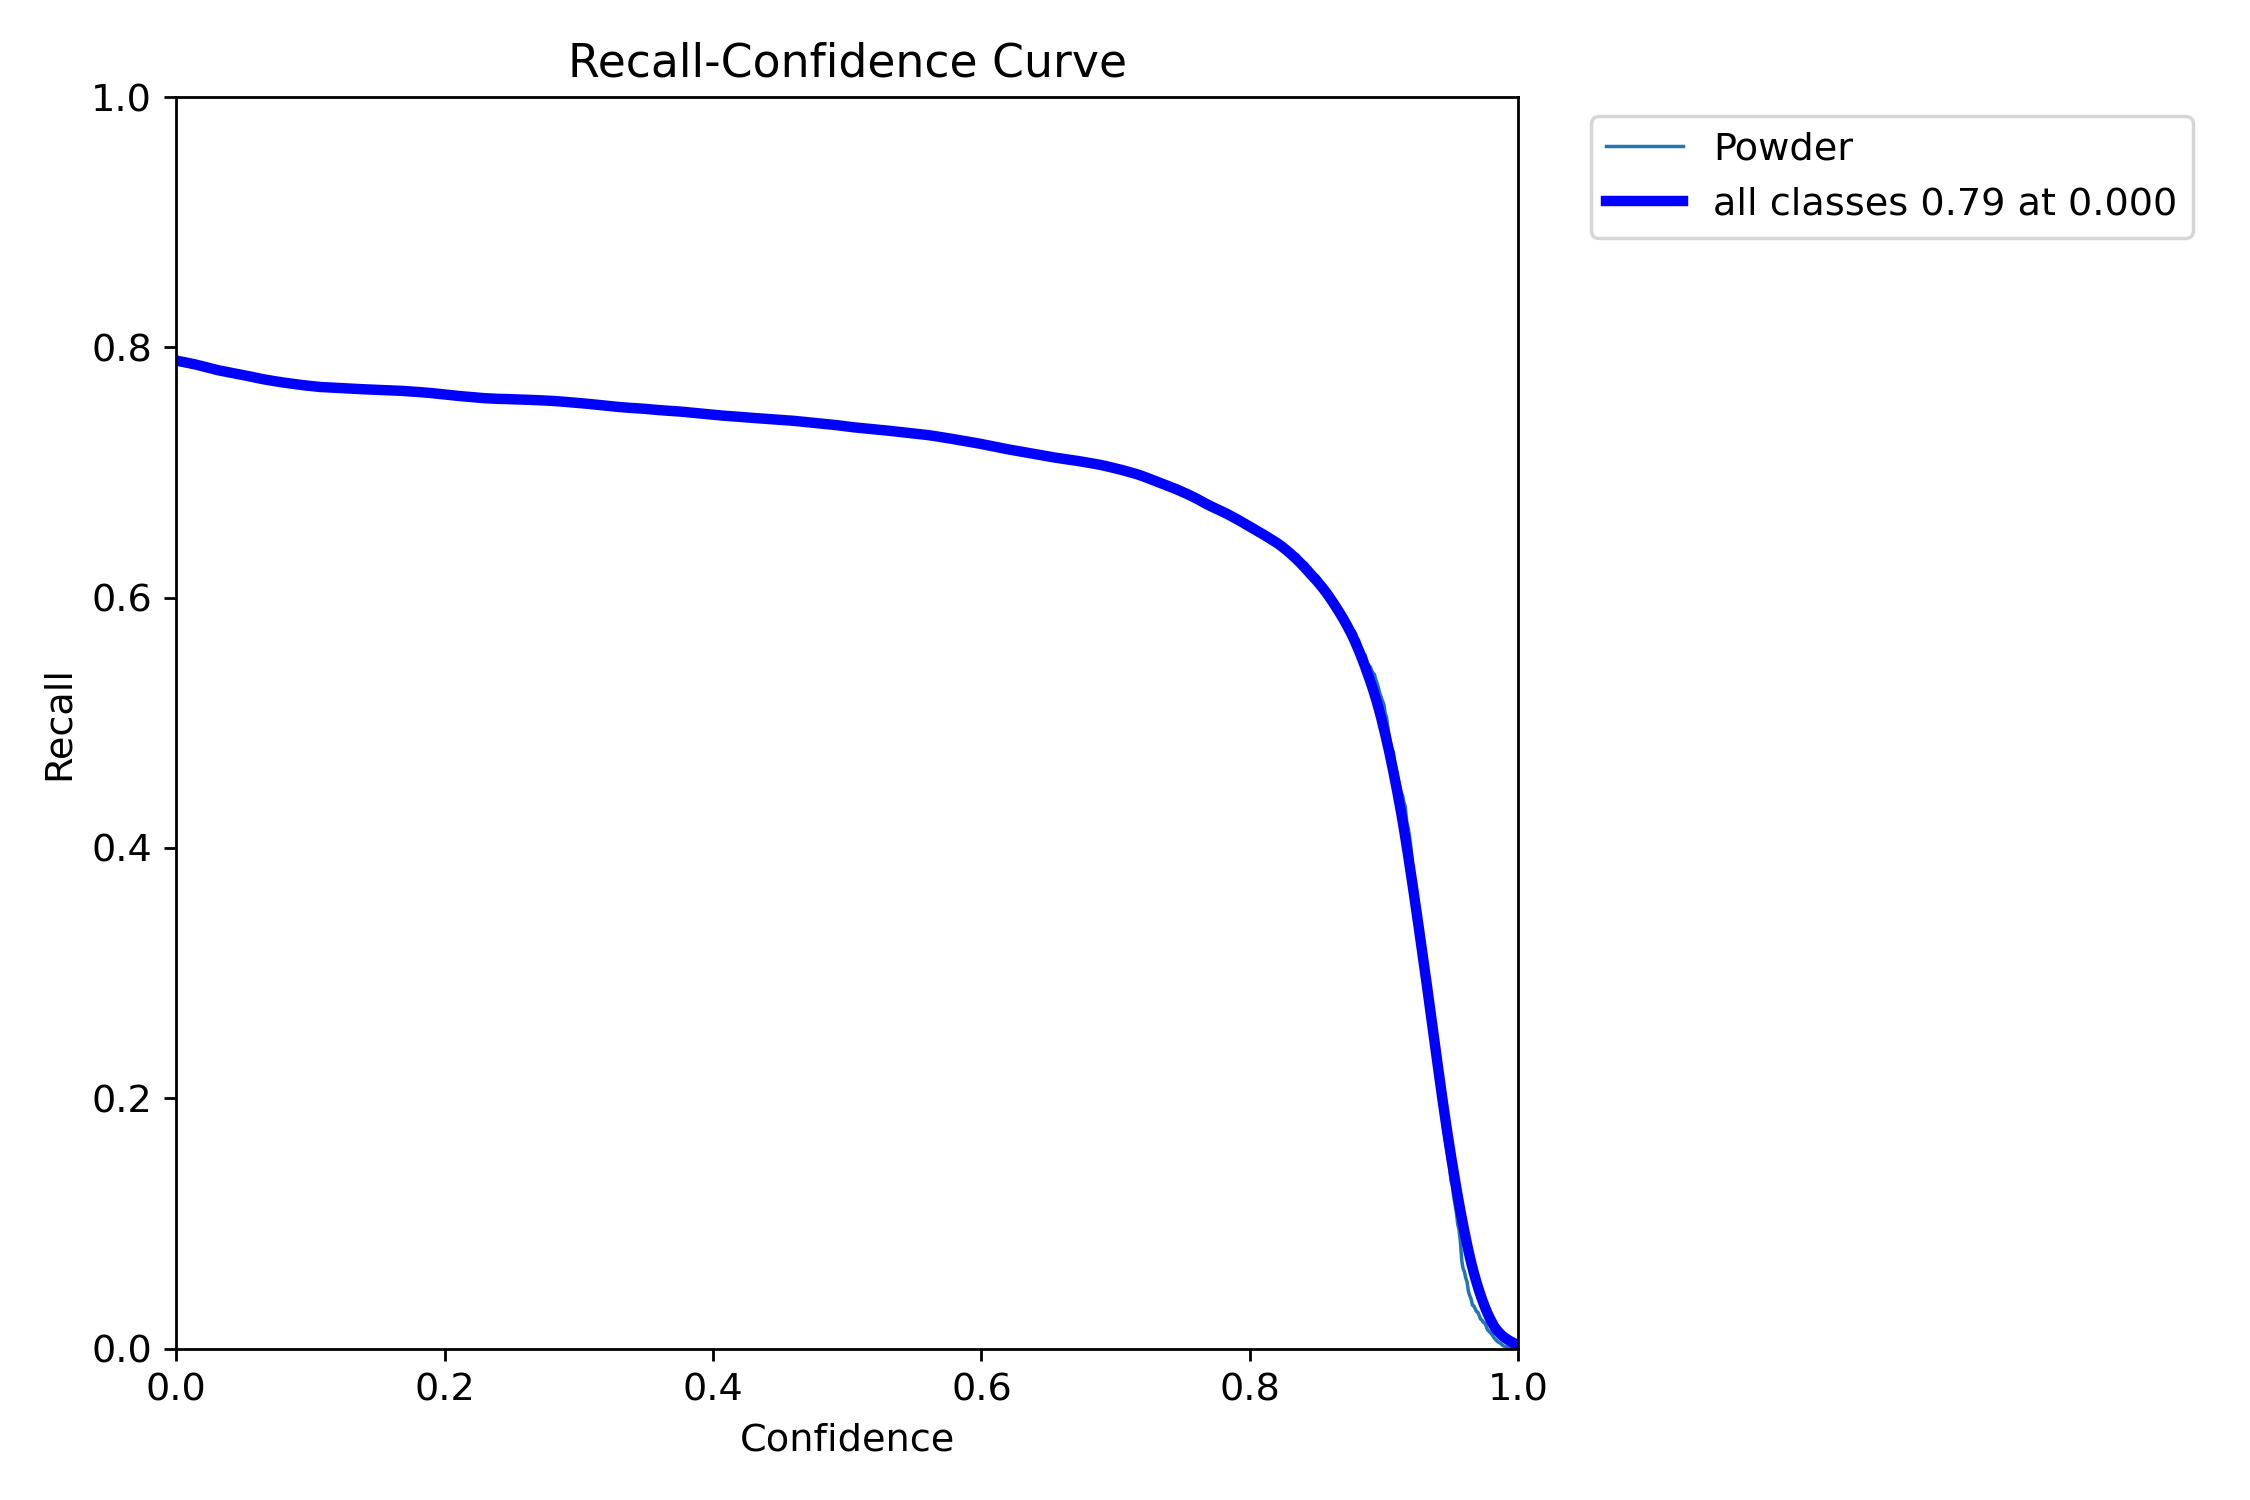 Recall-Confidence Curve
1.0
0.8
0.6
0.4
0.2
0.0
Recall
0.0 0.2 0.4 0.6 0.8 1.0
Confidence
Powder
all classes 0.79 at 0.000